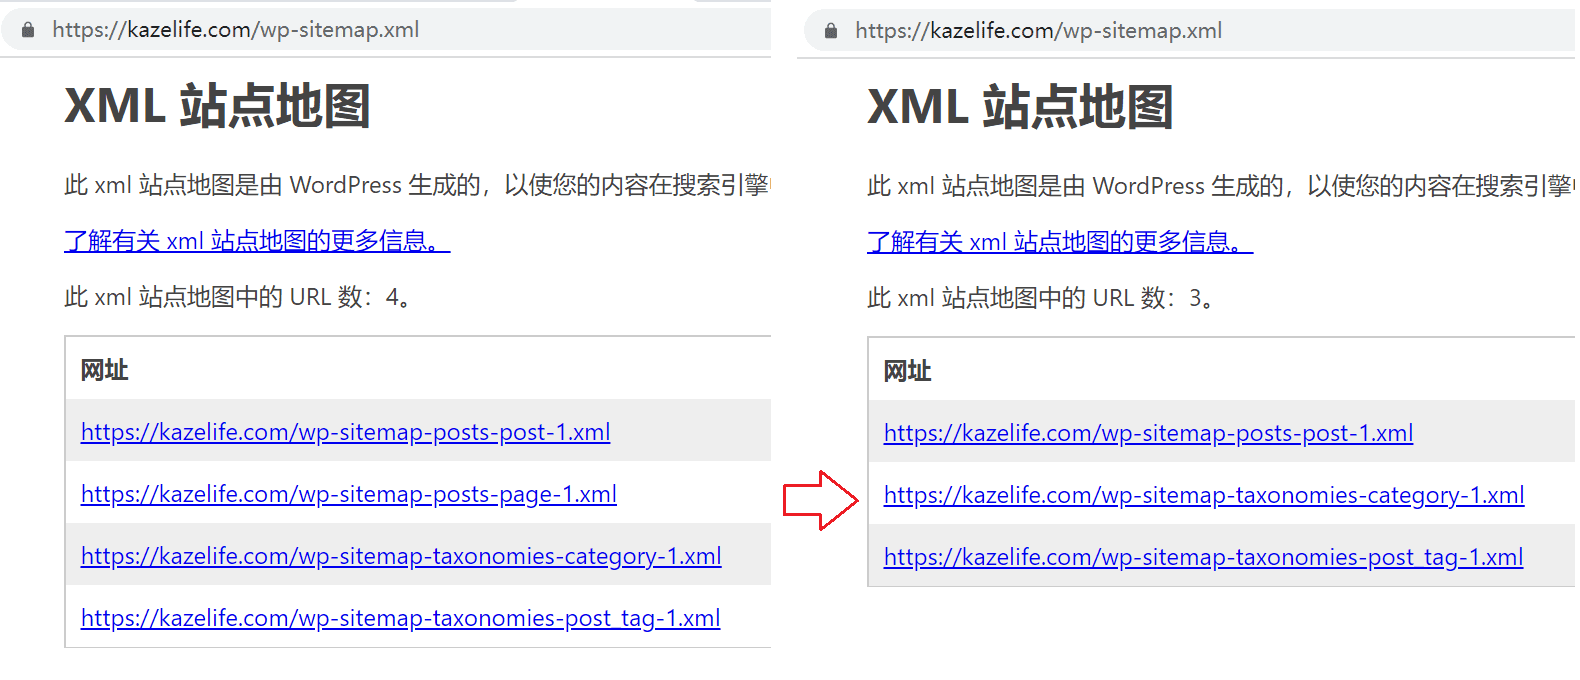 https://kazelife.com/wp-sitemap.xml
XML 站点地图
此 xml 站点地图是由 WordPress 生成的，以使您的内容在搜索引擎
了解有关 xml 站点地图的更多信息。
此 xml 站点地图中的 URL 数：4。
网址
https://kazelife.com/wp-sitemap-posts-post-1.xml
https://kazelife.com/wp-sitemap-posts-page-1.xml
https://kazelife.com/wp-sitemap-taxonomies-category-1.xml
https://kazelife.com/wp-sitemap-taxonomies-post_tag-1.xml
https://kazelife.com/wp-sitemap.xml
XML 站点地图
此 xml 站点地图是由 WordPress 生成的，以使您的内容在搜索引擎
了解有关 xml 站点地图的更多信息。
此 xml 站点地图中的 URL 数：3。
网址
https://kazelife.com/wp-sitemap-posts-post-1.xml
https://kazelife.com/wp-sitemap-taxonomies-category-1.xml
https://kazelife.com/wp-sitemap-taxonomies-post_tag-1.xml